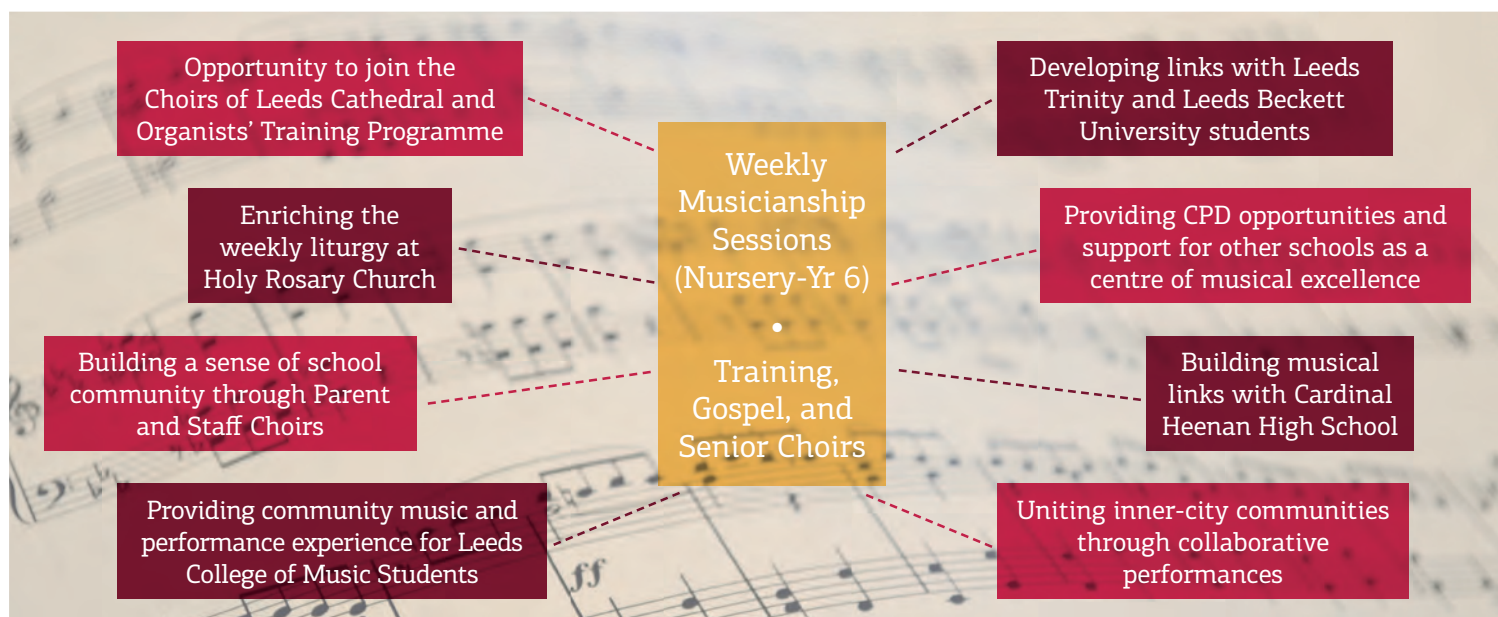 Opportunity to join the
Choirs of Leeds Cathedral and
Organists’ Training Programme
Enriching the
weekly liturgy at
Holy Rosary Church
Building a sense of school
community through Parent
and Staff Choirs
Providing community music and
performance experience for Leeds
College of Music Students
Weekly
Musicianship
Sessions
(Nursery-Yr 6)
•
Training,
Gospel, and
Senior Choirs
Developing links with Leeds
Trinity and Leeds Beckett
University students
Providing CPD opportunities and
support for other schools as a
centre of musical excellence
Building musical
links with Cardinal
Heenan High School
Uniting inner-city communities
through collaborative
performances
ff